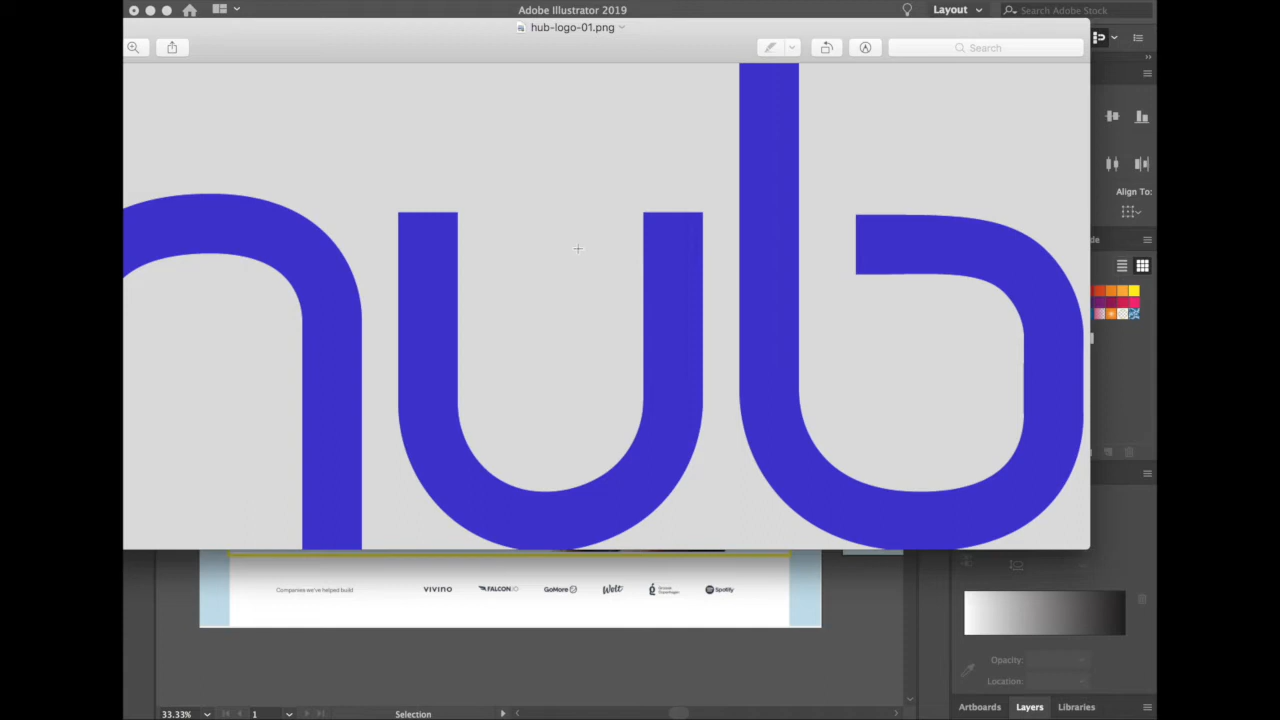 Adobe Illustrator 2019
Layout
Search Adobe Stock
hub-logo-01.png
Search
hub
Align To:
Companies we've helped build
VIVINO
FALCON.IO
GoMore
Welt
Spotify
Opacity:
Location:
33.33%
1
Selection
Artboards
Layers
Libraries